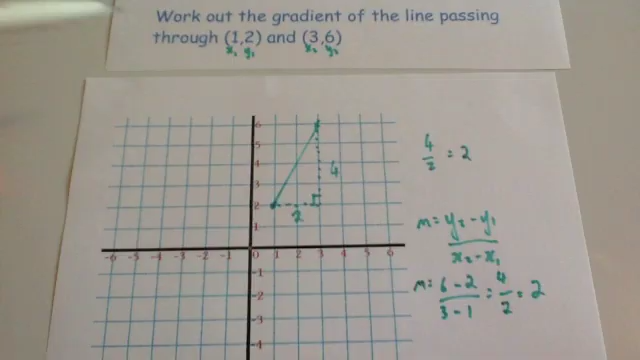 Work out the gradient of the line passing
through (1,2) and (3,6)
x₁ y₁ x₂ y₂
6
5
4
3
2
1
4
2
-6 -5 -4 -3 -2 -1 0 1 2 3 4 5 6
-1
-2
-3
-4
4/2 = 2
m = y₂ - y₁ / x₂ - x₁
m = 6 - 2 / 3 - 1 = 4/2 = 2